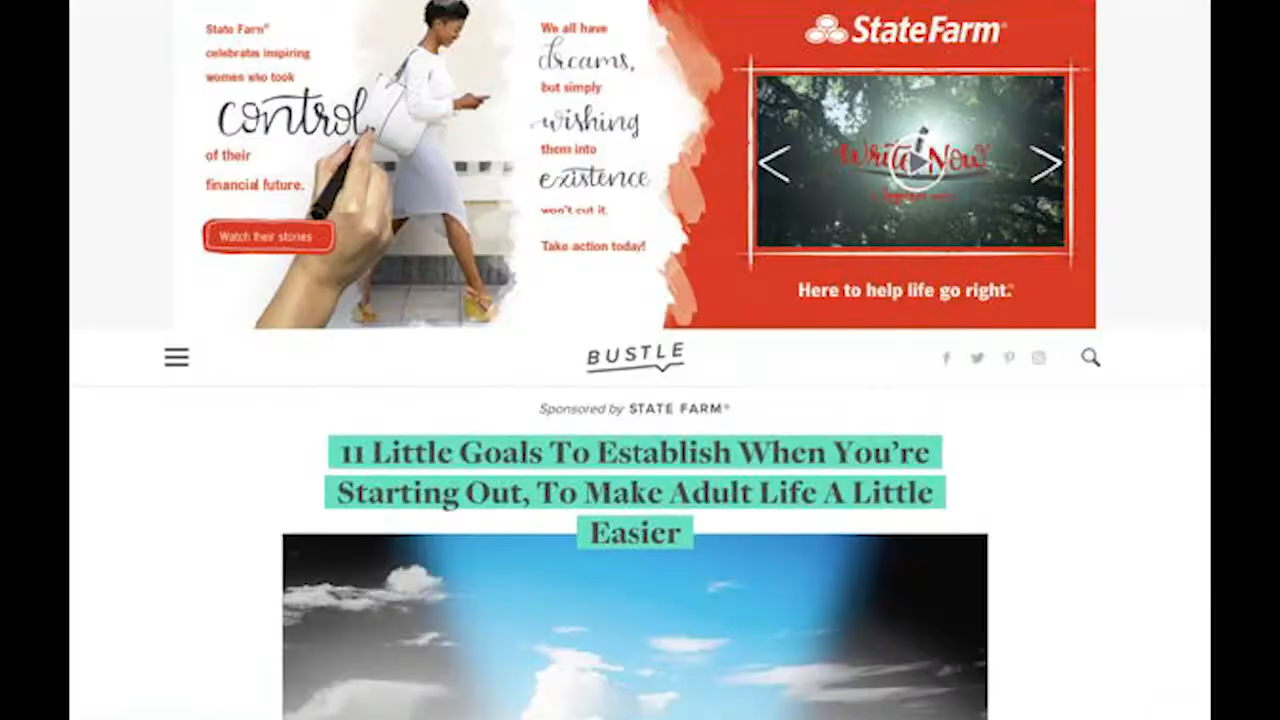 State Farm®
celebrates inspiring
women who took
control
of their
financial future.
Watch their stories
We all have
dreams,
but simply
wishing
them into
existence
won't cut it.
Take action today!
StateFarm®
Write Now
Here to help life go right.®
BUSTLE
Sponsored by STATE FARM®
11 Little Goals To Establish When You're
Starting Out, To Make Adult Life A Little
Easier